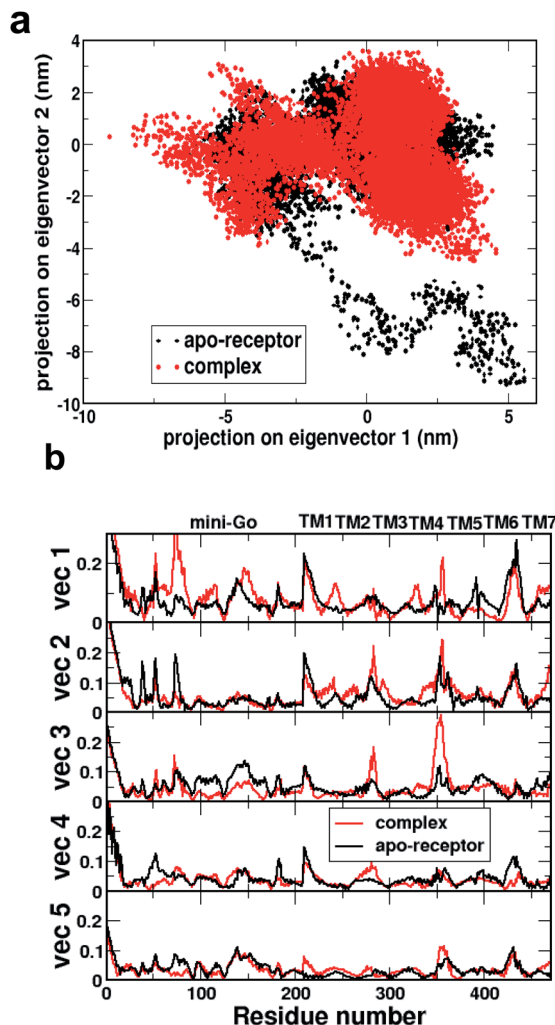 a
projection on eigenvector 2 (nm)
4
2
0
-2
-4
-6
-8
-10
apo-receptor
complex
-10 -5 0 5
projection on eigenvector 1 (nm)
b
mini-Go TM1 TM2 TM3 TM4 TM5 TM6 TM7
vec 1
0.2
0
vec 2
0.2
0.1
0
vec 3
0.2
0.1
0
vec 4
0.2
0.1
0
complex
apo-receptor
vec 5
0.2
0.1
0
0 100 200 300 400
Residue number